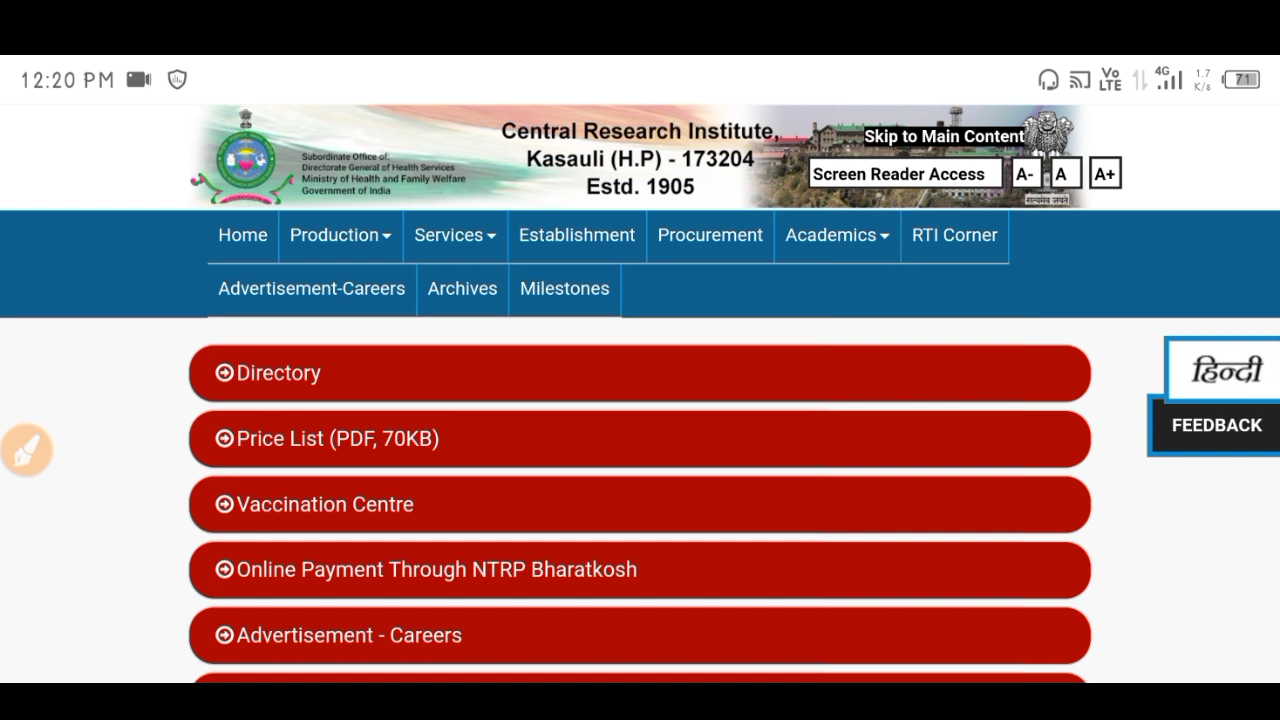 12:20 PM
Vo
LTE
4G
1.7
K/s
71
Subordinate Office of:
Directorate General of Health Services
Ministry of Health and Family Welfare
Government of India
Central Research Institute,
Kasauli (H.P) - 173204
Estd. 1905
Skip to Main Content
Screen Reader Access
A-
A
A+
सत्यमेव जयते
Home
Production
Services
Establishment
Procurement
Academics
RTI Corner
Advertisement-Careers
Archives
Milestones
Directory
Price List (PDF, 70KB)
Vaccination Centre
Online Payment Through NTRP Bharatkosh
Advertisement - Careers
हिन्दी
FEEDBACK